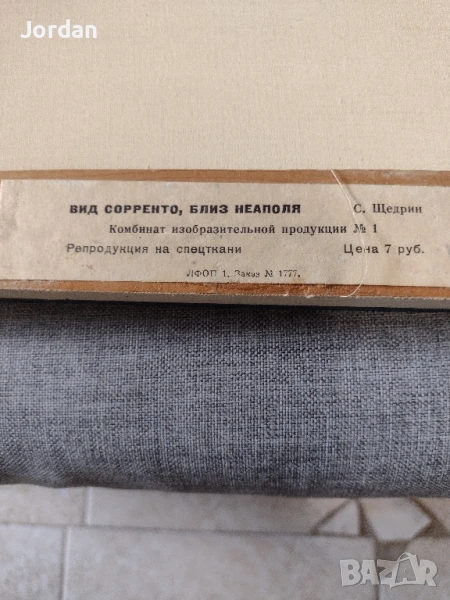 Jordan
ВИД СОРРЕНТО, БЛИЗ НЕАПОЛЯ С. Щедрин
Комбинат изобразительной продукции № 1
Репродукция на спецткани Цена 7 руб.
ЛФОП 1. Заказ № 1777.
BAZAR